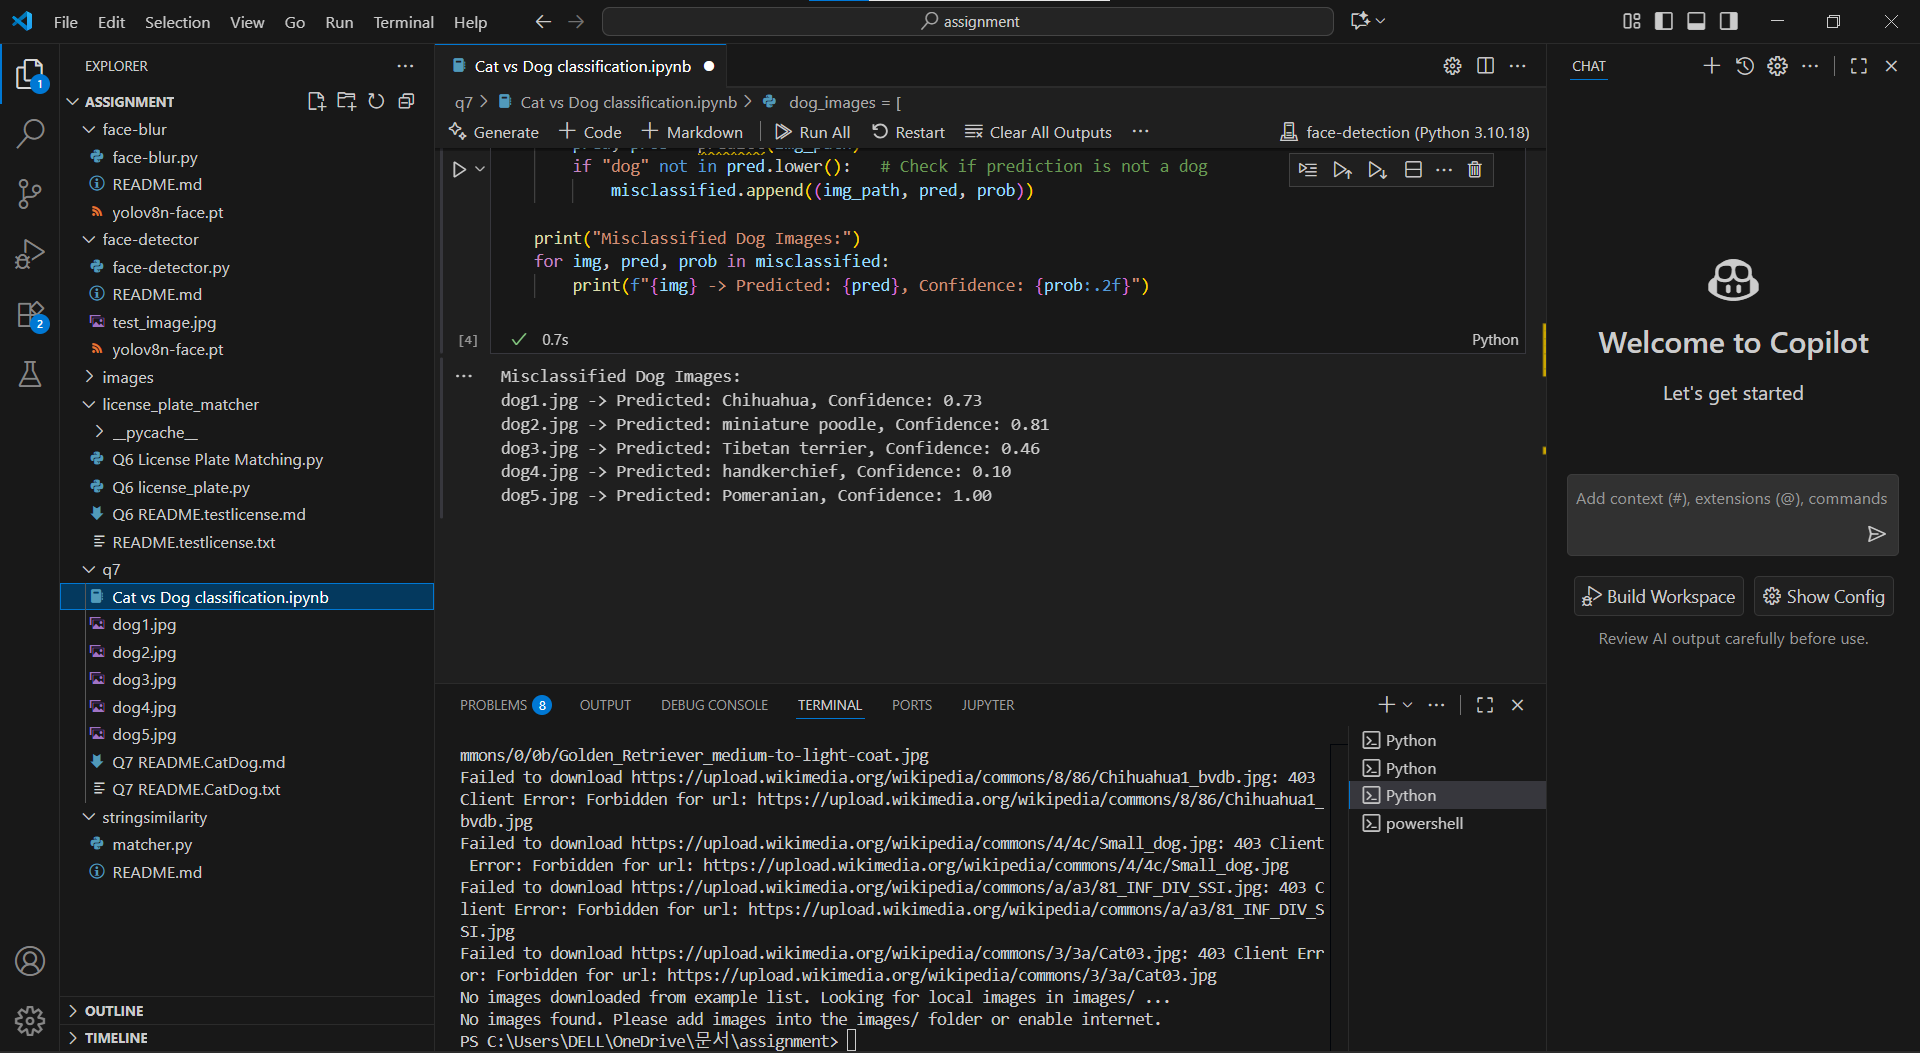 File Edit Selection View Go Run Terminal Help
assignment
EXPLORER
ASSIGNMENT
face-blur
face-blur.py
README.md
yolov8n-face.pt
face-detector
face-detector.py
README.md
test_image.jpg
yolov8n-face.pt
images
license_plate_matcher
__pycache__
Q6 License Plate Matching.py
Q6 license_plate.py
Q6 README.testlicense.md
README.testlicense.txt
q7
Cat vs Dog classification.ipynb
dog1.jpg
dog2.jpg
dog3.jpg
dog4.jpg
dog5.jpg
Q7 README.CatDog.md
Q7 README.CatDog.txt
stringsimilarity
matcher.py
README.md
OUTLINE
TIMELINE
1
2
Cat vs Dog classification.ipynb
q7 > Cat vs Dog classification.ipynb > dog_images = [
Generate + Code + Markdown Run All Restart Clear All Outputs ...
face-detection (Python 3.10.18)
if "dog" not in pred.lower():   # Check if prediction is not a dog
misclassified.append((img_path, pred, prob))
print("Misclassified Dog Images:")
for img, pred, prob in misclassified:
print(f"{img} -> Predicted: {pred}, Confidence: {prob:.2f}")
[4] 0.7s Python
Misclassified Dog Images:
dog1.jpg -> Predicted: Chihuahua, Confidence: 0.73
dog2.jpg -> Predicted: miniature poodle, Confidence: 0.81
dog3.jpg -> Predicted: Tibetan terrier, Confidence: 0.46
dog4.jpg -> Predicted: handkerchief, Confidence: 0.10
dog5.jpg -> Predicted: Pomeranian, Confidence: 1.00
PROBLEMS 8 OUTPUT DEBUG CONSOLE TERMINAL PORTS JUPYTER
mmons/0/0b/Golden_Retriever_medium-to-light-coat.jpg
Failed to download https://upload.wikimedia.org/wikipedia/commons/8/86/Chihuahua1_bvdb.jpg: 403
Client Error: Forbidden for url: https://upload.wikimedia.org/wikipedia/commons/8/86/Chihuahua1_
bvdb.jpg
Failed to download https://upload.wikimedia.org/wikipedia/commons/4/4c/Small_dog.jpg: 403 Client
Error: Forbidden for url: https://upload.wikimedia.org/wikipedia/commons/4/4c/Small_dog.jpg
Failed to download https://upload.wikimedia.org/wikipedia/commons/a/a3/81_INF_DIV_SSI.jpg: 403 C
lient Error: Forbidden for url: https://upload.wikimedia.org/wikipedia/commons/a/a3/81_INF_DIV_S
SI.jpg
Failed to download https://upload.wikimedia.org/wikipedia/commons/3/3a/Cat03.jpg: 403 Client Err
or: Forbidden for url: https://upload.wikimedia.org/wikipedia/commons/3/3a/Cat03.jpg
No images downloaded from example list. Looking for local images in images/ ...
No images found. Please add images into the images/ folder or enable internet.
PS C:\Users\DELL\OneDrive\문서\assignment>
Python
Python
Python
powershell
CHAT
Welcome to Copilot
Let's get started
Add context (#), extensions (@), commands
Build Workspace
Show Config
Review AI output carefully before use.